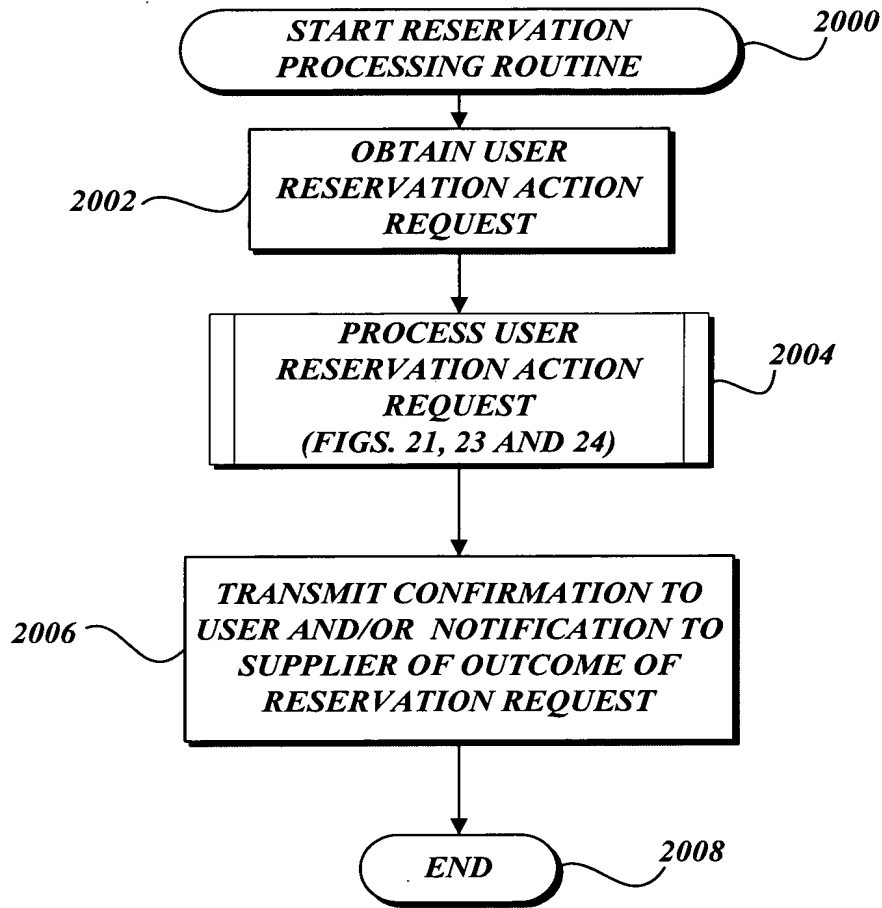 START RESERVATION
PROCESSING ROUTINE
2000
OBTAIN USER
RESERVATION ACTION
REQUEST
2002
PROCESS USER
RESERVATION ACTION
REQUEST
(FIGS. 21, 23 AND 24)
2004
TRANSMIT CONFIRMATION TO
USER AND/OR NOTIFICATION TO
SUPPLIER OF OUTCOME OF
RESERVATION REQUEST
2006
END
2008